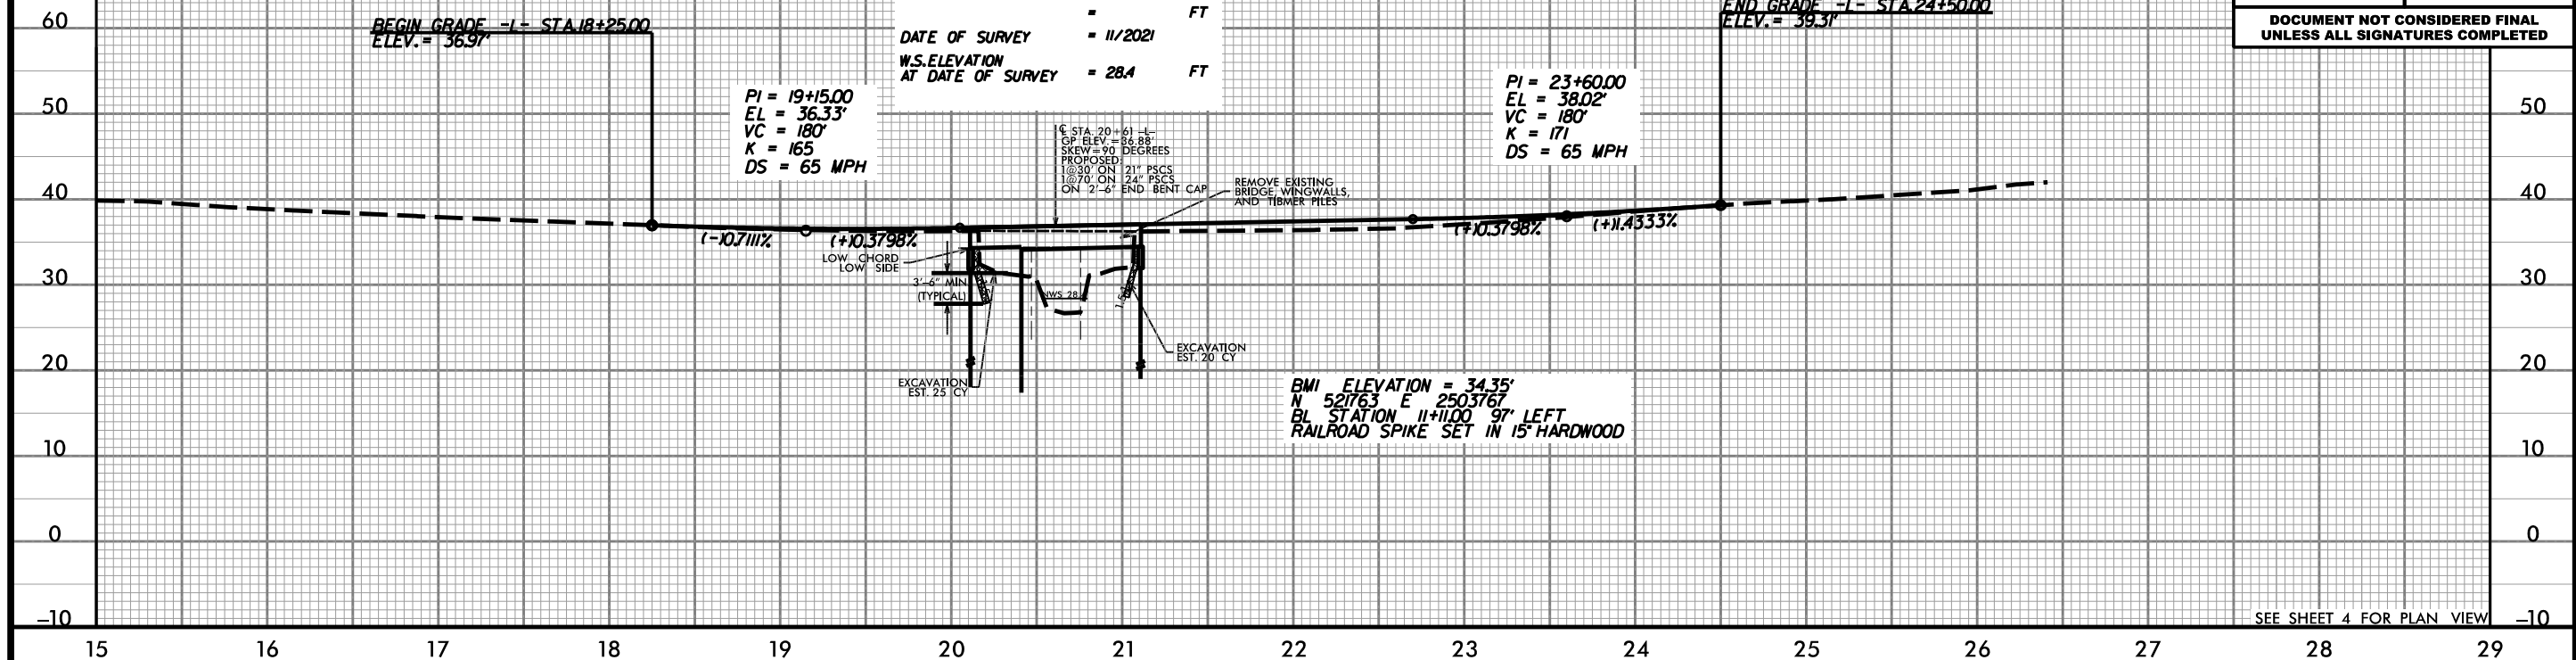 = FT
BEGIN GRADE -L- STA.18+25.00
ELEV.= 36.97'
DATE OF SURVEY = 11/2021
W.S.ELEVATION
AT DATE OF SURVEY = 28.4 FT
END GRADE -L- STA.24+50.00
ELEV.= 39.31'
DOCUMENT NOT CONSIDERED FINAL
UNLESS ALL SIGNATURES COMPLETED
PI = 19+15.00
EL = 36.33'
VC = 180'
K = 165
DS = 65 MPH
PI = 23+60.00
EL = 38.02'
VC = 180'
K = 171
DS = 65 MPH
℄ STA. 20+61 -L-
GP ELEV.=36.88'
SKEW=90 DEGREES
PROPOSED:
1@30' ON 21" PSCS
1@70' ON 24" PSCS
ON 2'-6" END BENT CAP
REMOVE EXISTING
BRIDGE, WINGWALLS,
AND TIBMER PILES
(-)0.7111%
(+)0.3798%
(+)0.3798%
(+)1.4333%
LOW CHORD
LOW SIDE
3'-6" MIN
(TYPICAL)
NWS 28
EXCAVATION
EST. 25 CY
EXCAVATION
EST. 20 CY
BM1 ELEVATION = 34.35'
N 521763 E 2503767
BL STATION 11+11.00 97' LEFT
RAILROAD SPIKE SET IN 15" HARDWOOD
SEE SHEET 4 FOR PLAN VIEW
60
50
40
30
20
10
0
-10
50
40
30
20
10
0
-10
15 16 17 18 19 20 21 22 23 24 25 26 27 28 29